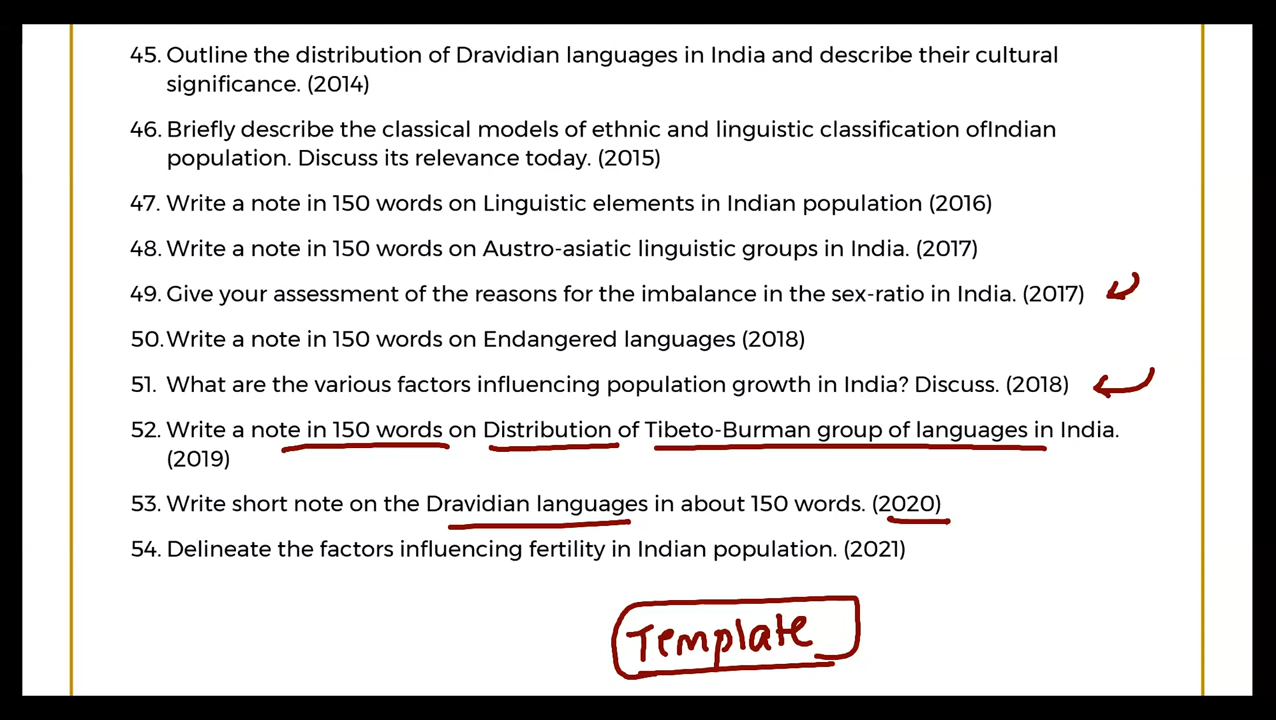 45. Outline the distribution of Dravidian languages in India and describe their cultural
significance. (2014)
46. Briefly describe the classical models of ethnic and linguistic classification ofIndian
population. Discuss its relevance today. (2015)
47. Write a note in 150 words on Linguistic elements in Indian population (2016)
48. Write a note in 150 words on Austro-asiatic linguistic groups in India. (2017)
49. Give your assessment of the reasons for the imbalance in the sex-ratio in India. (2017)
50. Write a note in 150 words on Endangered languages (2018)
51. What are the various factors influencing population growth in India? Discuss. (2018)
52. Write a note in 150 words on Distribution of Tibeto-Burman group of languages in India.
(2019)
53. Write short note on the Dravidian languages in about 150 words. (2020)
54. Delineate the factors influencing fertility in Indian population. (2021)
Template